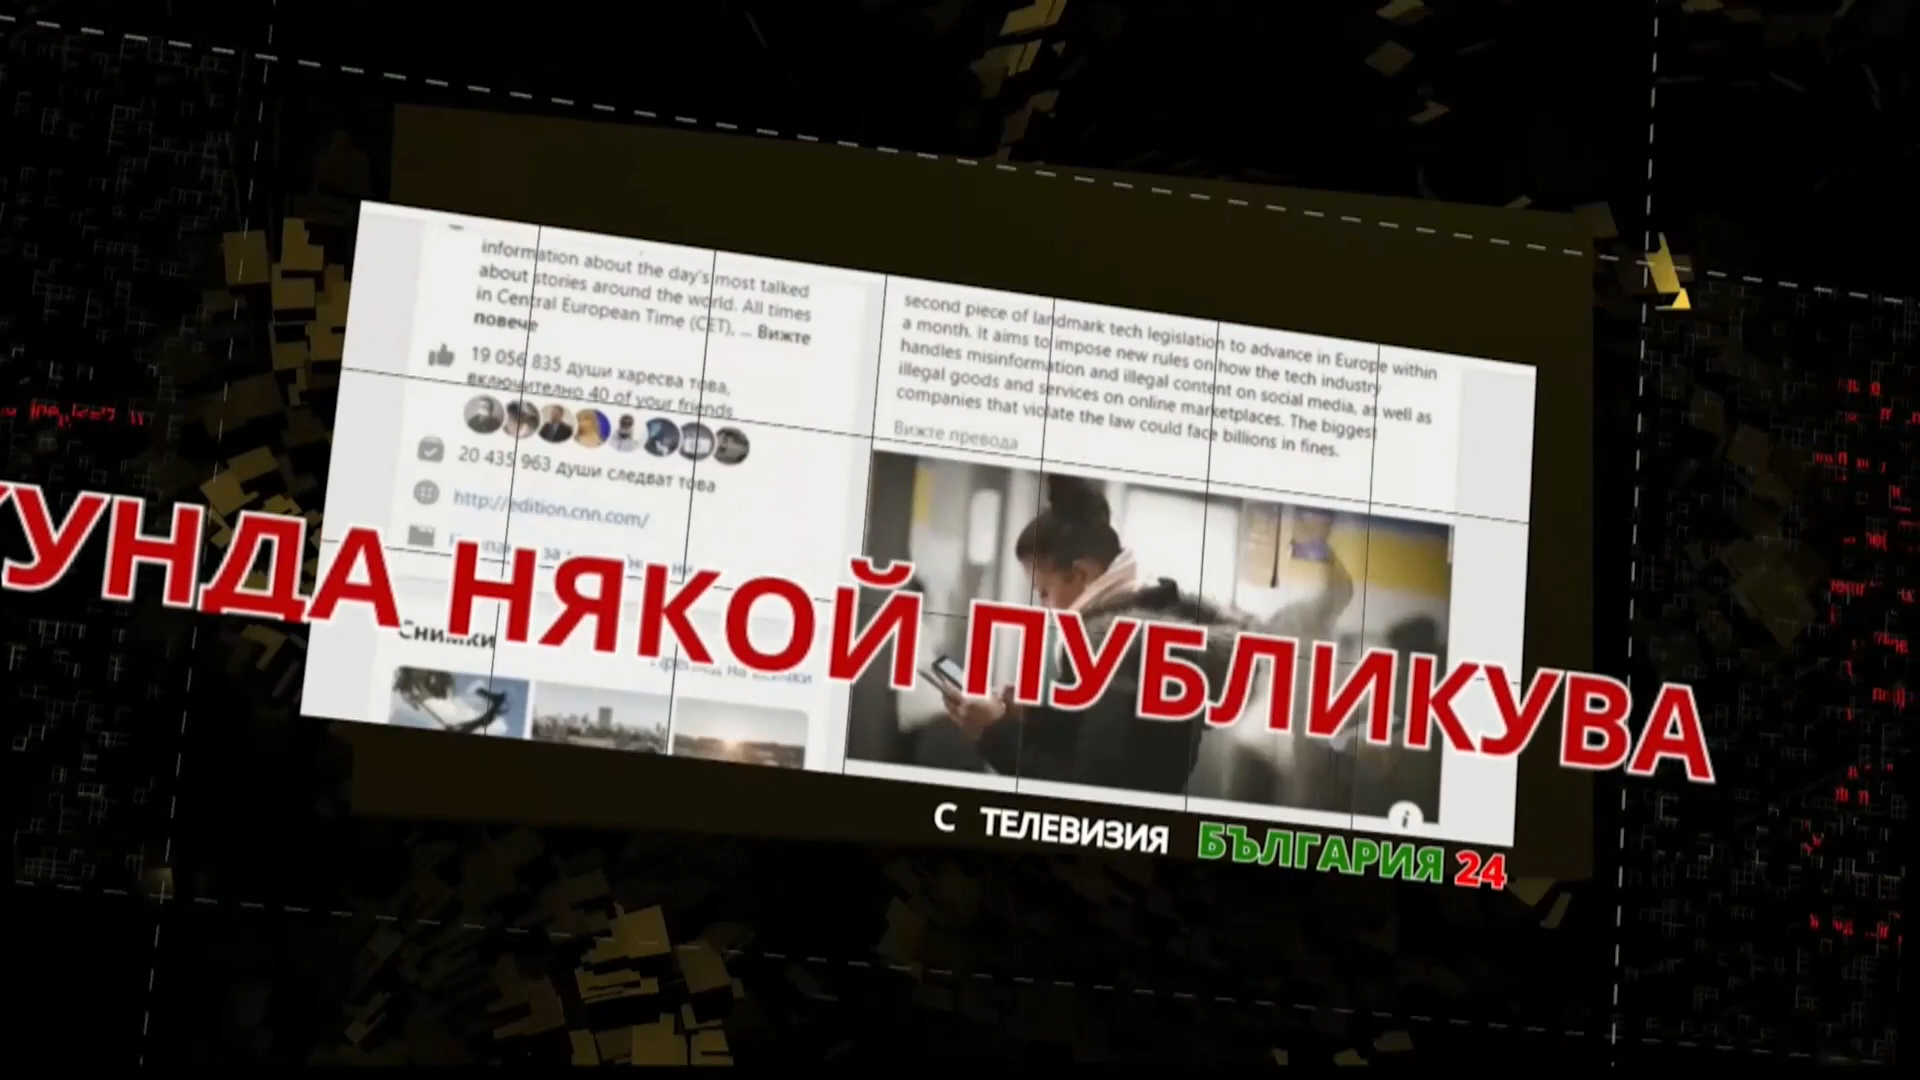 information about the day's most talked
about stories around the world. All times
in Central European Time (CET), ... Вижте
повече
19 056 835 души харесва това,
включително 40 of your friends
20 435 963 души следват това
http://edition.cnn.com/
Снимки
second piece of landmark tech legislation to advance in Europe within
a month. It aims to impose new rules on how the tech industry
handles misinformation and illegal content on social media, as well as
illegal goods and services on online marketplaces. The biggest
companies that violate the law could face billions in fines.
Вижте превода
УНДА НЯКОЙ ПУБЛИКУВА
С ТЕЛЕВИЗИЯ БЪЛГАРИЯ 24